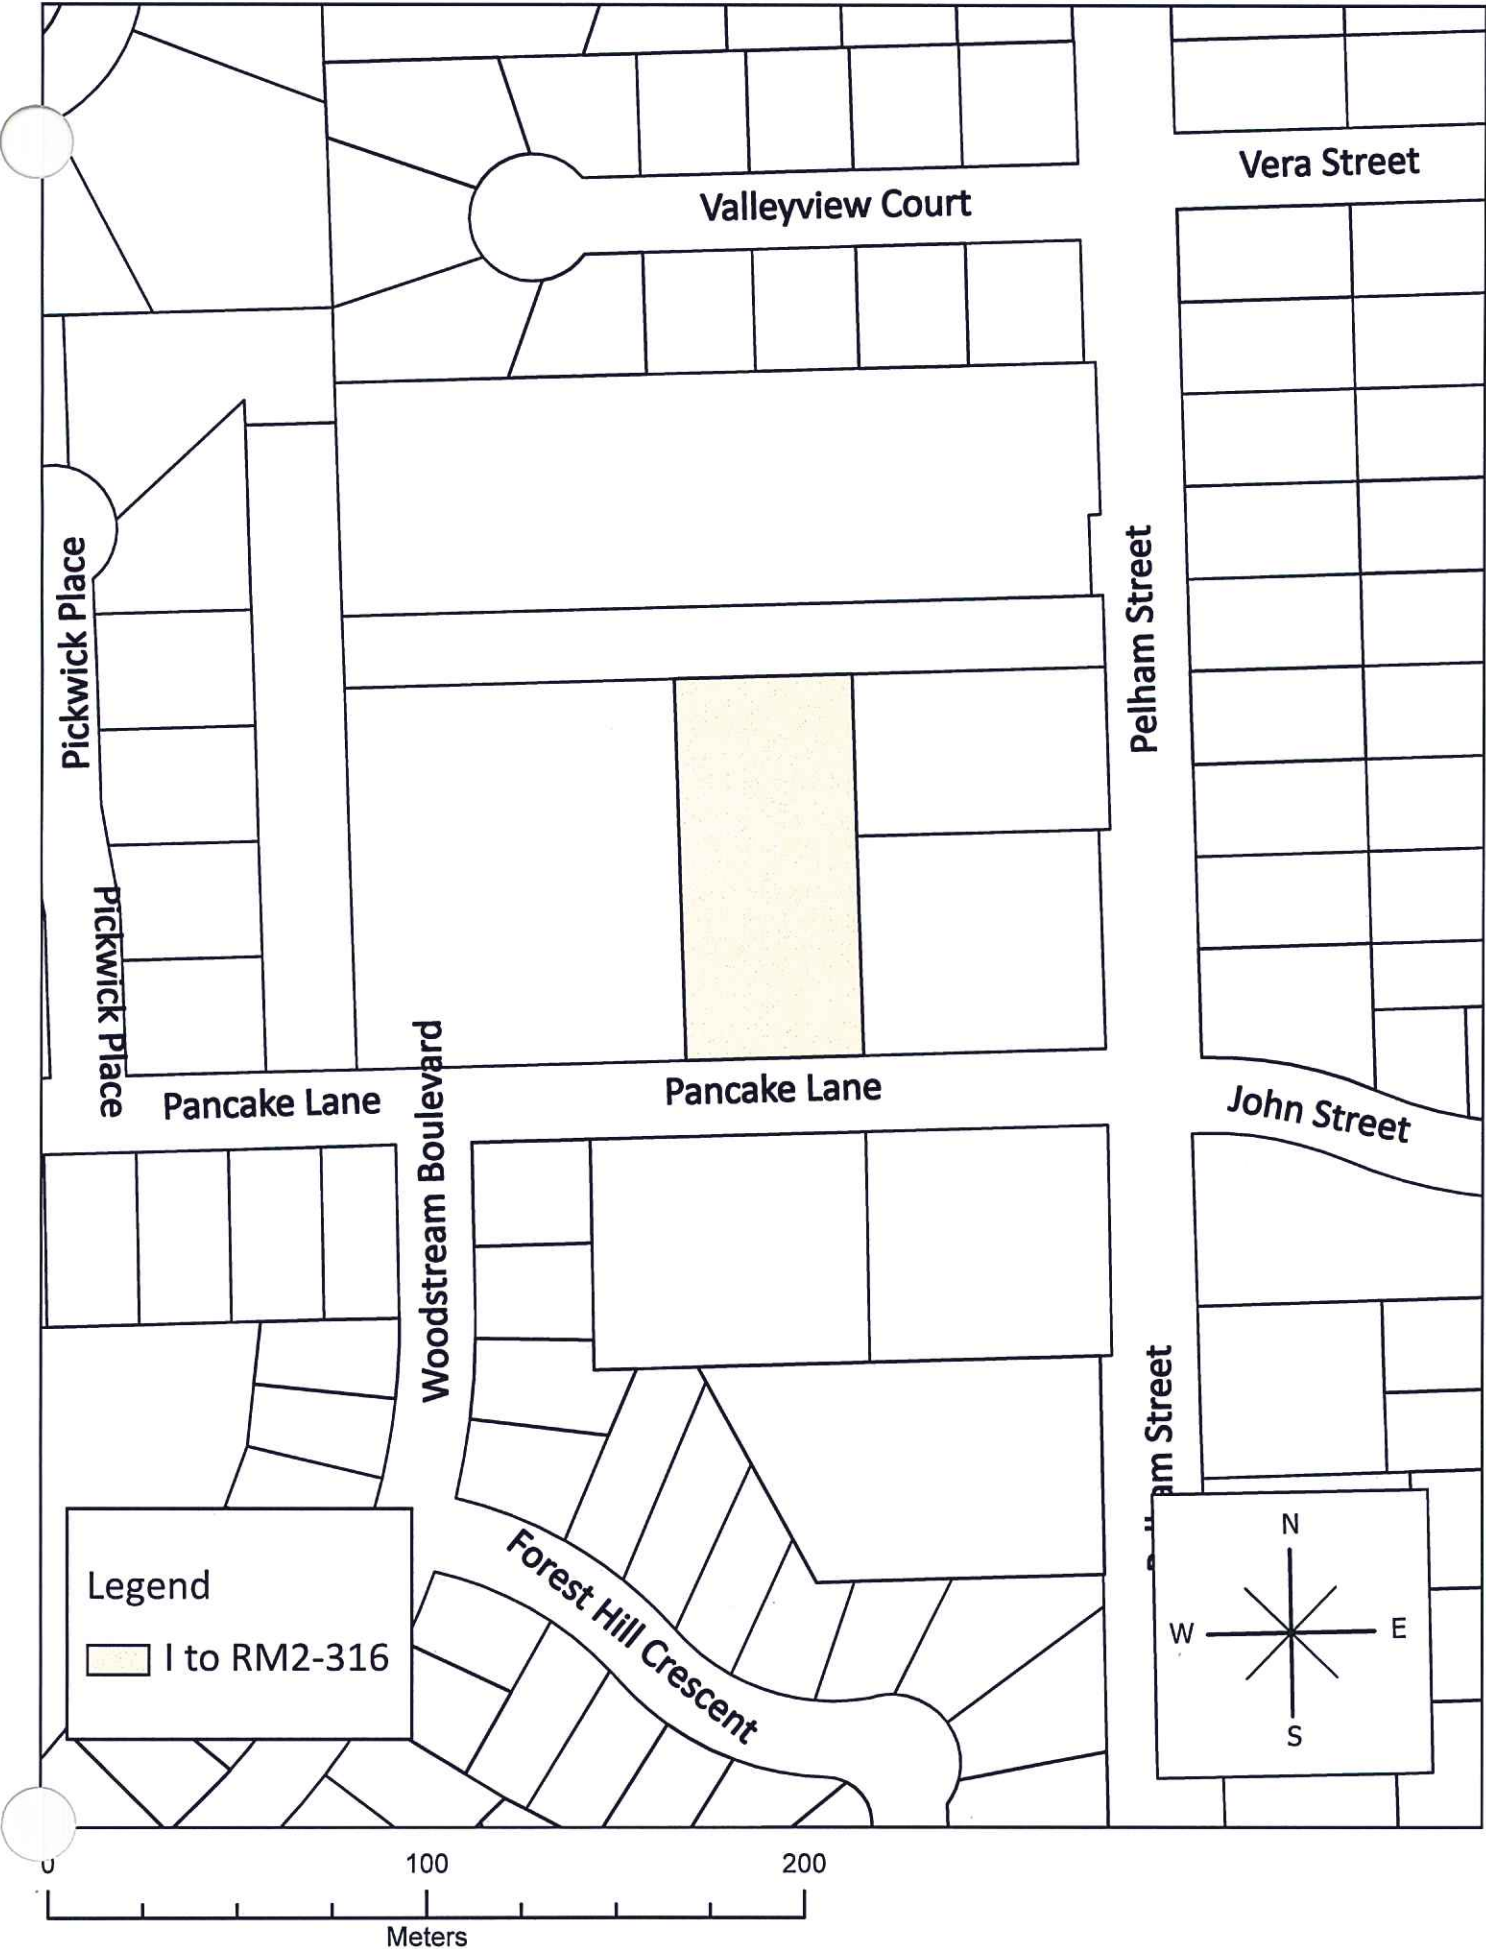 Vera Street
Valleyview Court
Pelham Street
Pickwick Place
Pickwick Place
Pancake Lane
Pancake Lane
Woodstream Boulevard
John Street
am Street
Forest Hill Crescent
Legend
I to RM2-316
N
W
E
S
0
100
200
Meters